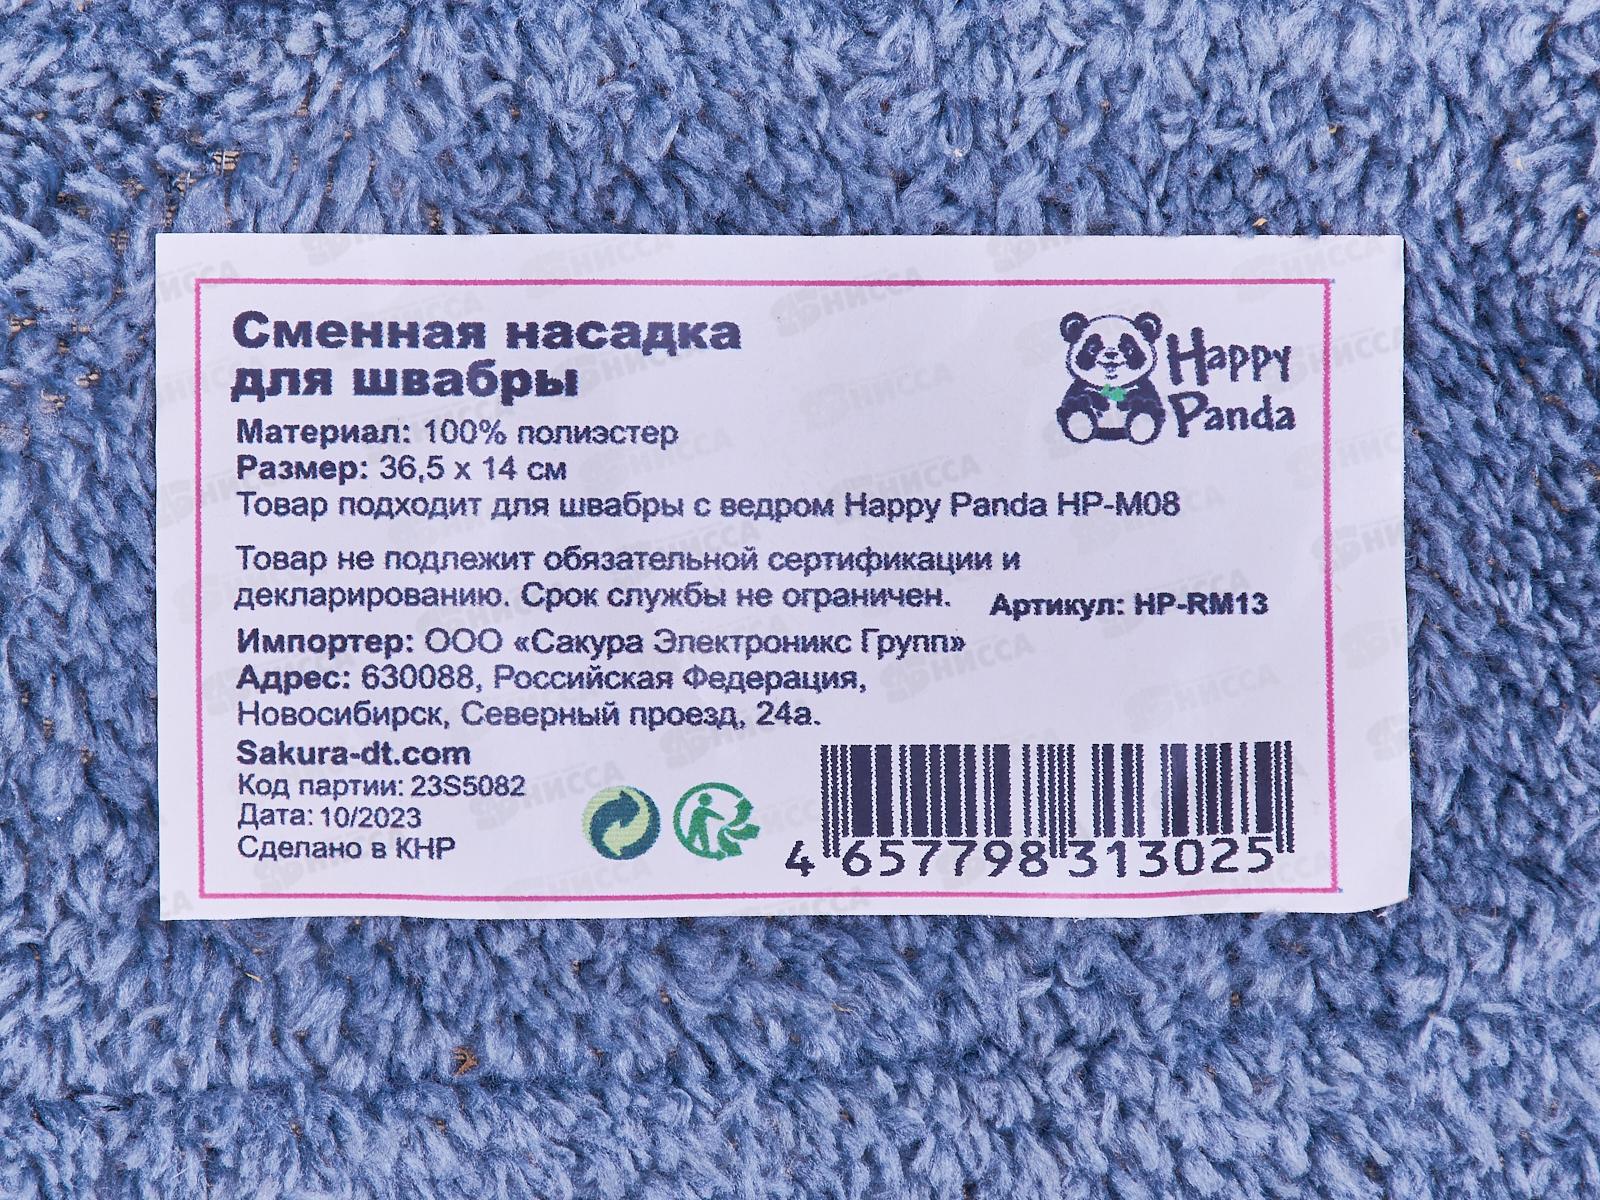 Сменная насадка
для швабры
Happy
Panda
Материал: 100% полиэстер
Размер: 36,5 х 14 см
Товар подходит для швабры с ведром Happy Panda HP-M08
Товар не подлежит обязательной сертификации и
декларированию. Срок службы не ограничен.
Артикул: HP-RM13
Импортер: ООО «Сакура Электроникс Групп»
Адрес: 630088, Российская Федерация,
Новосибирск, Северный проезд, 24а.
Sakura-dt.com
Код партии: 23S5082
Дата: 10/2023
Сделано в КНР
4 657798 313025
НИССА